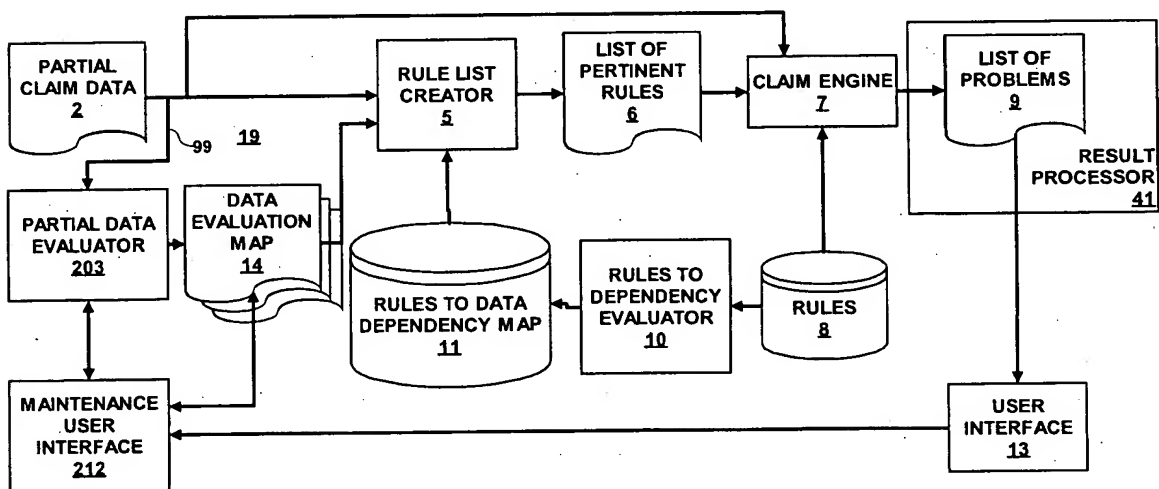 PARTIAL
CLAIM DATA
2
99
19
RULE LIST
CREATOR
5
LIST OF
PERTINENT
RULES
6
CLAIM ENGINE
7
LIST OF
PROBLEMS
9
RESULT
PROCESSOR
41
PARTIAL DATA
EVALUATOR
203
DATA
EVALUATION
MAP
14
RULES TO DATA
DEPENDENCY MAP
11
RULES TO
DEPENDENCY
EVALUATOR
10
RULES
8
MAINTENANCE
USER
INTERFACE
212
USER
INTERFACE
13